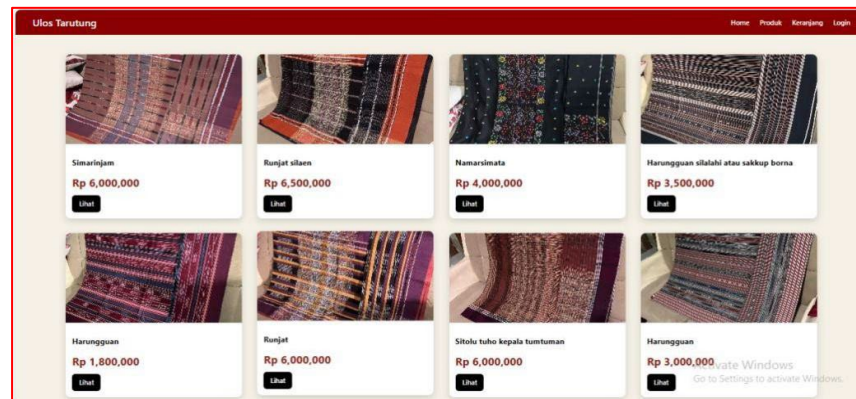 Ulos Tarutung
Home Produk Keranjang Login
Simarinjam
Rp 6,000,000
Lihat
Runjat silaen
Rp 6,500,000
Lihat
Namarsimata
Rp 4,000,000
Lihat
Harungguan silalahi atau sakkup borna
Rp 3,500,000
Lihat
Harungguan
Rp 1,800,000
Lihat
Runjat
Rp 6,000,000
Lihat
Sitolu tuho kepala tumtuman
Rp 6,000,000
Lihat
Harungguan
Rp 3,000,000
Lihat
Activate Windows
Go to Settings to activate Windows.